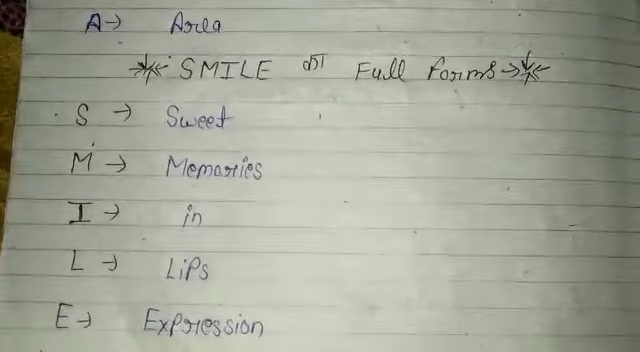 A → Area
SMILE का Full Forms →
S → Sweet
M → Memories
I → in
L → Lips
E → Expression